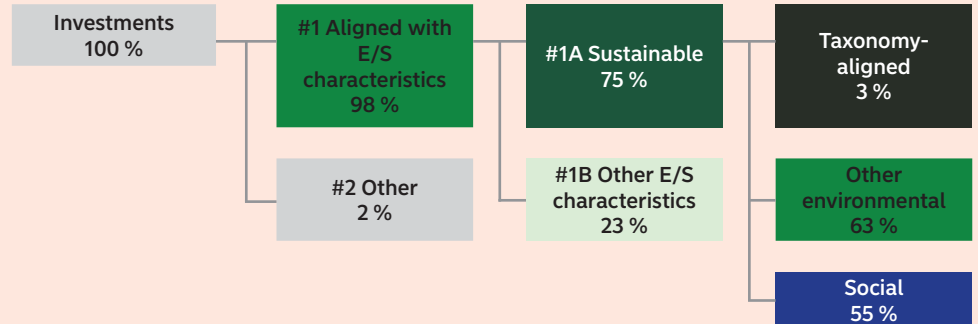 Investments
100 %
#1 Aligned with
E/S
characteristics
98 %
#2 Other
2 %
#1A Sustainable
75 %
#1B Other E/S
characteristics
23 %
Taxonomy-
aligned
3 %
Other
environmental
63 %
Social
55 %